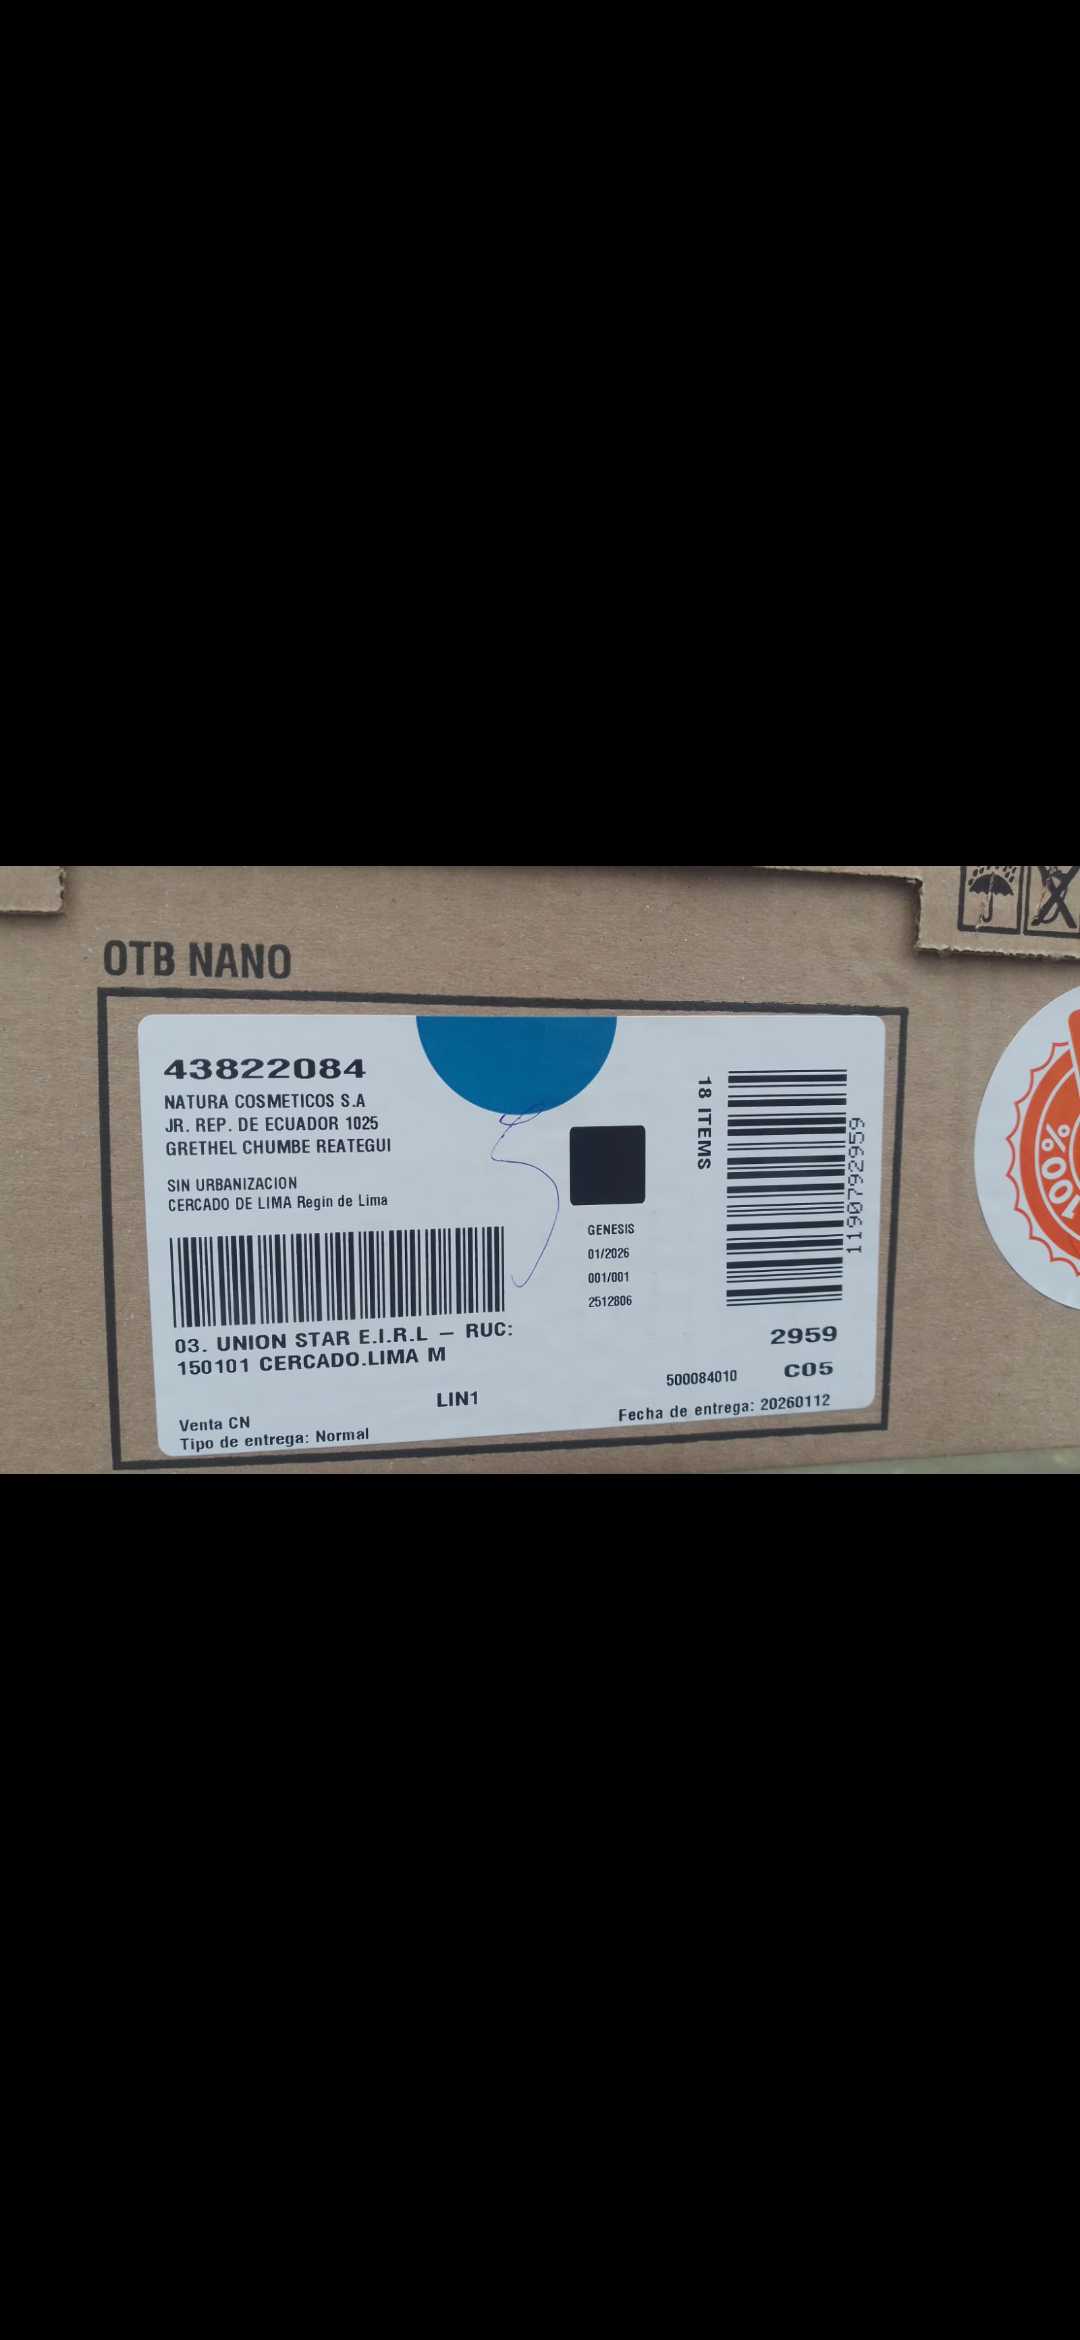 OTB NANO
43822084
NATURA COSMETICOS S.A
JR. REP. DE ECUADOR 1025
GRETHEL CHUMBE REATEGUI
SIN URBANIZACION
CERCADO DE LIMA Regin de Lima
03. UNION STAR E.I.R.L – RUC:
150101 CERCADO.LIMA M
LIN1
Venta CN
Tipo de entrega: Normal
GENESIS
01/2026
001/001
2512806
18 ITEMS
1190792959
2959
500084010 C05
Fecha de entrega: 20260112
100%